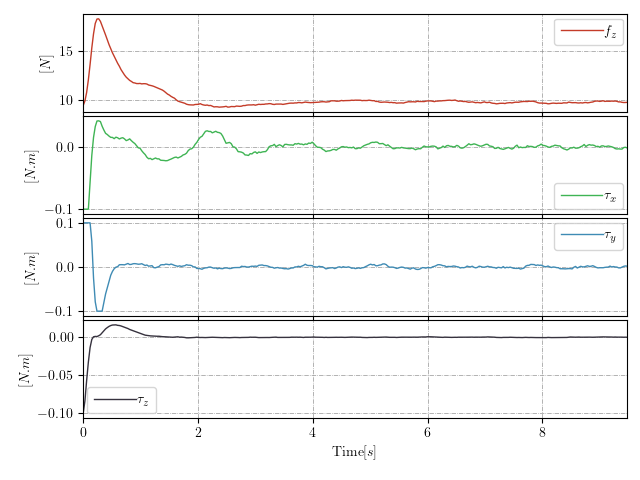 [N]
15
10
f_z
[N.m]
0.0
−0.1
τ_x
[N.m]
0.1
0.0
−0.1
τ_y
[N.m]
0.00
−0.05
−0.10
τ_z
0 2 4 6 8
Time[s]